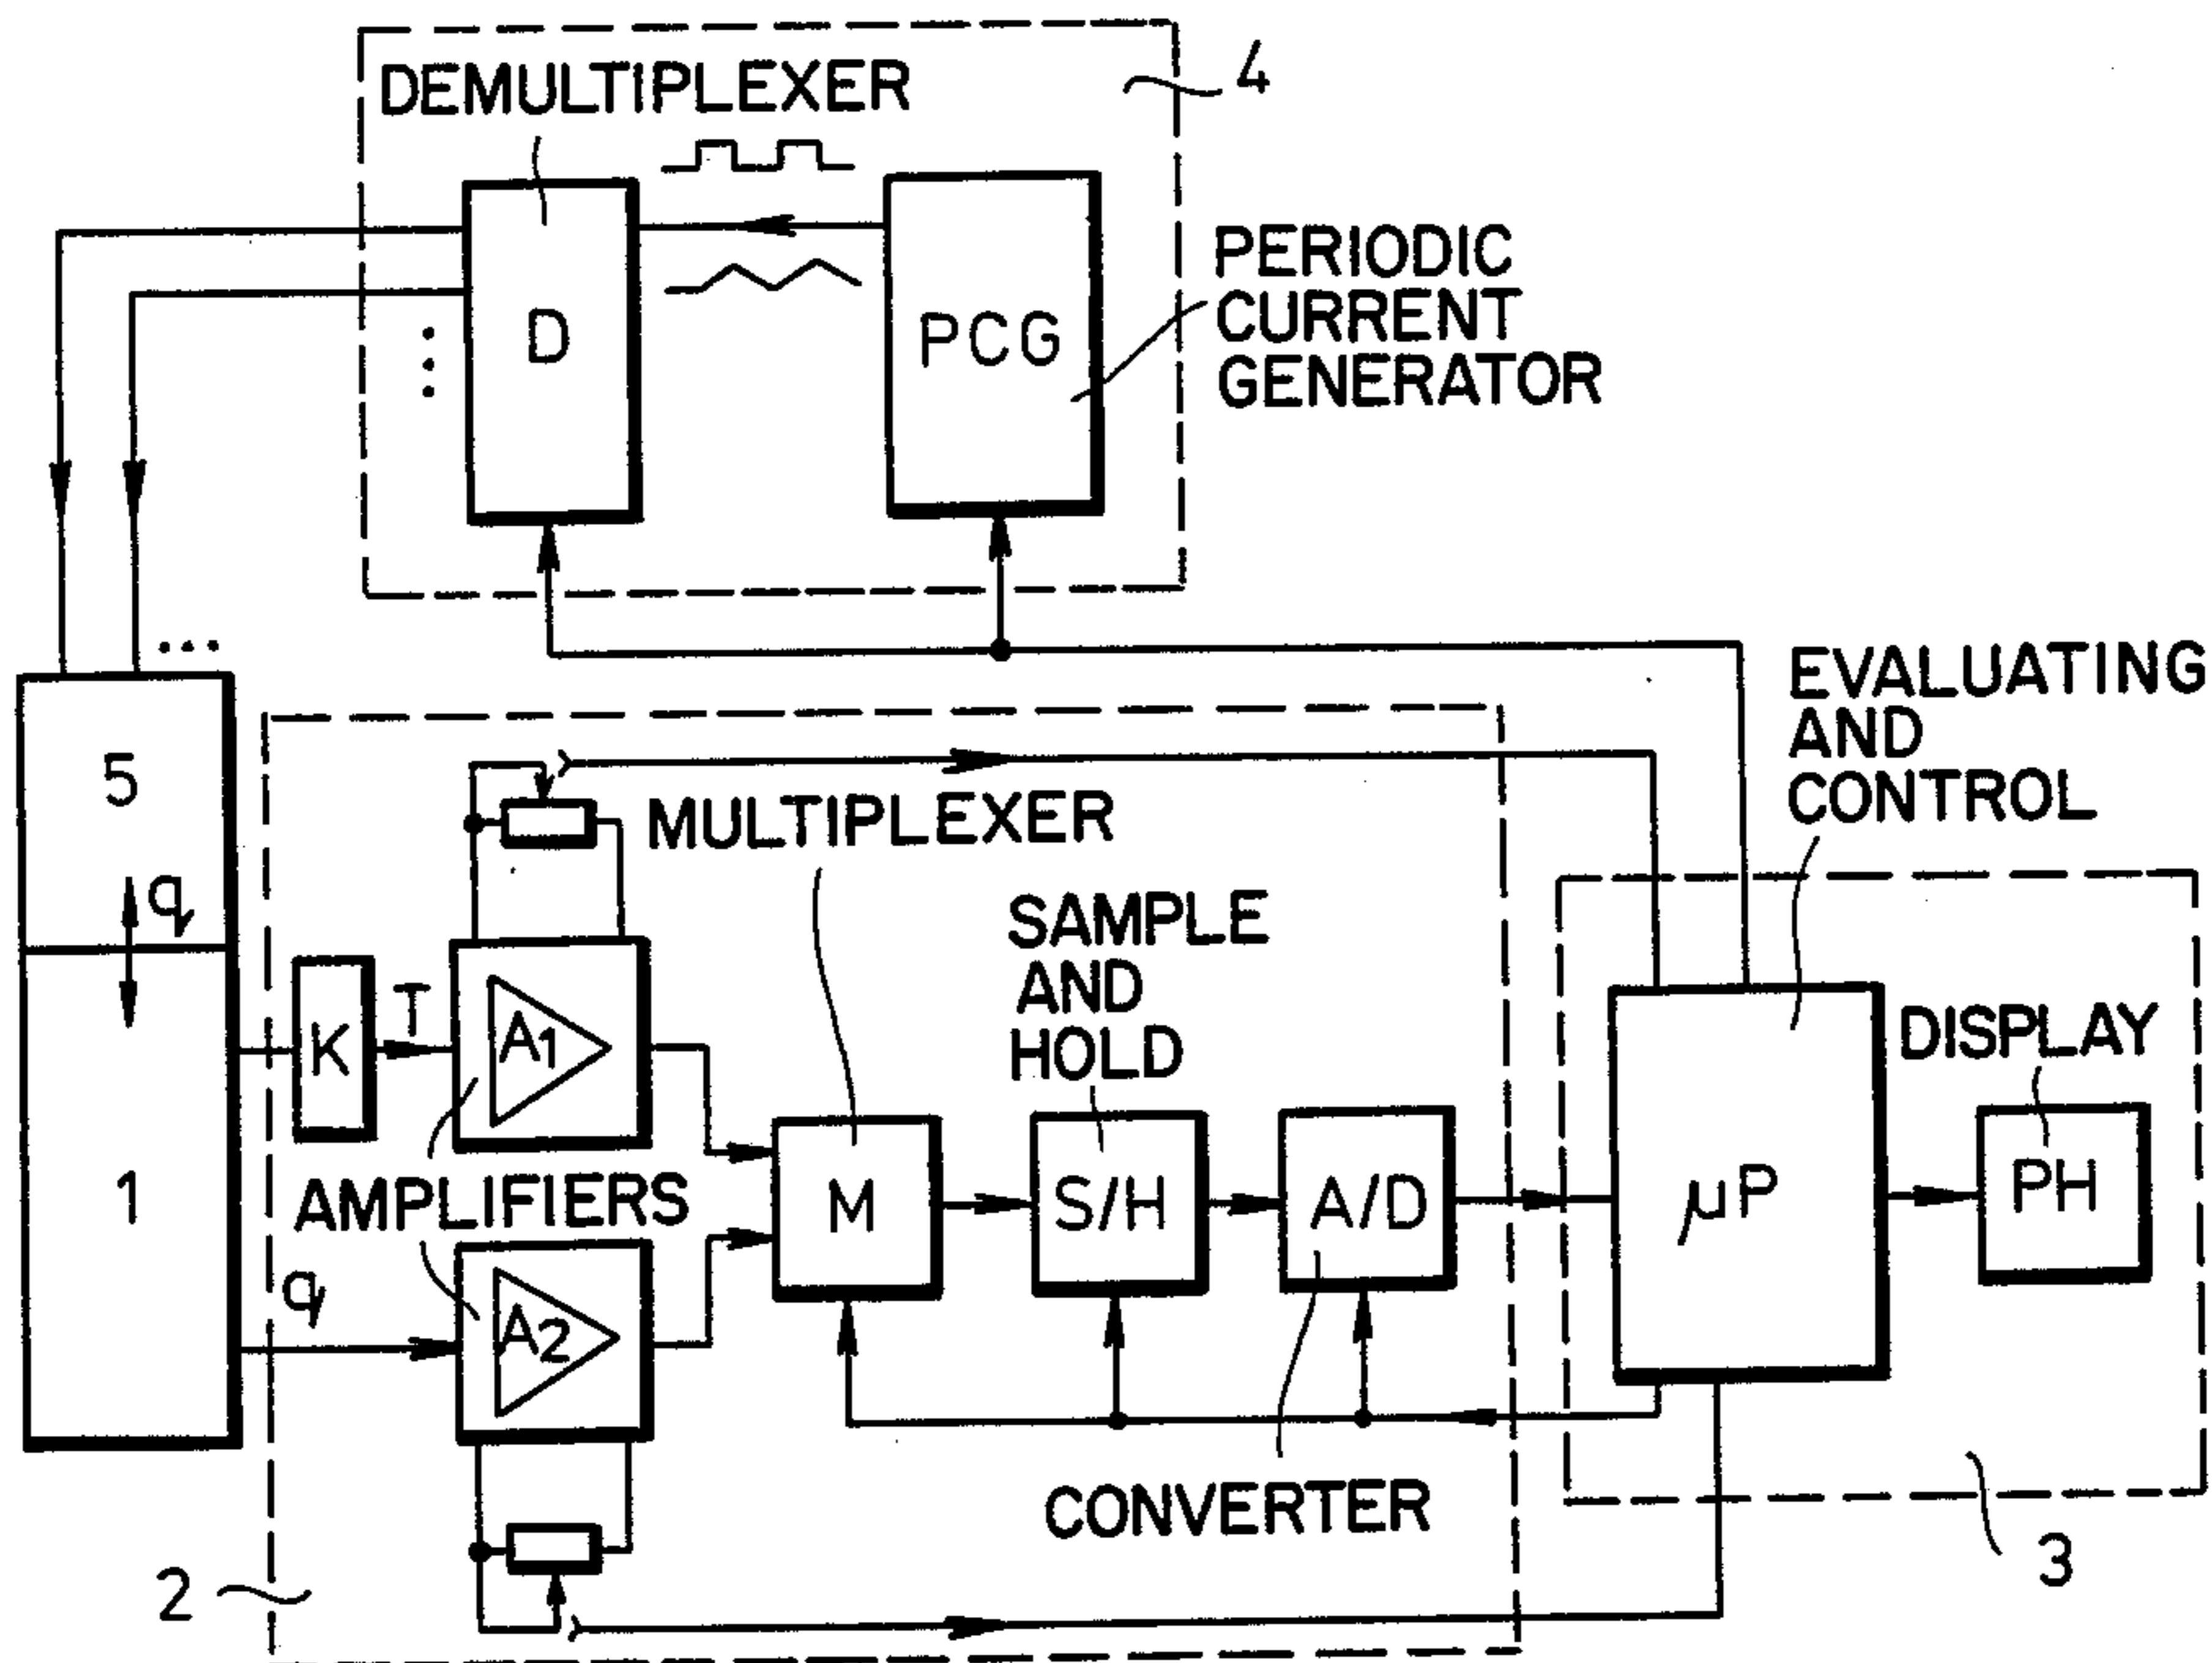 DEMULTIPLEXER
4
D
PCG
PERIODIC
CURRENT
GENERATOR
5
q
1
EVALUATING
AND
CONTROL
MULTIPLEXER
SAMPLE
AND
HOLD
K
T
A1
AMPLIFIERS
q
A2
M
S/H
A/D
µP
DISPLAY
PH
CONVERTER
2
3